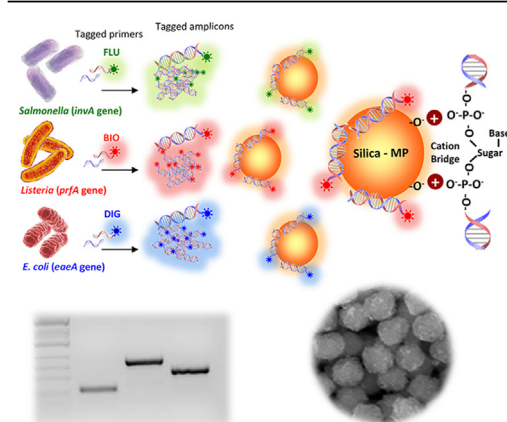 Tagged primers
Tagged amplicons
FLU
Salmonella (invA gene)
BIO
Listeria (prfA gene)
DIG
E. coli (eaeA gene)
Silica - MP
-O-
+
Cation
Bridge
-O-
+
O
O-P-O-
O
Base
Sugar
O
O-P-O-
O